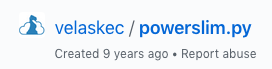 velaskec / powerslim.py
Created 9 years ago • Report abuse